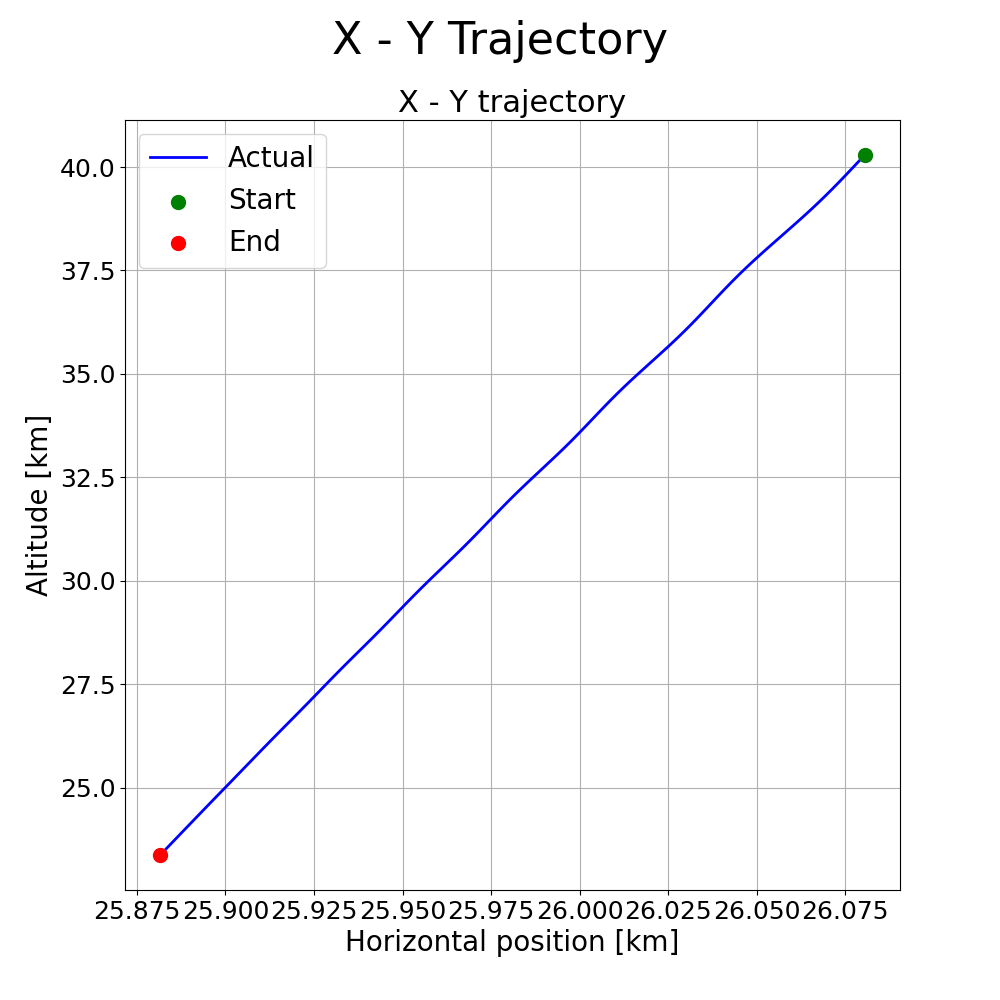 X - Y Trajectory
X - Y trajectory
Actual
Start
End
40.0
37.5
35.0
32.5
30.0
27.5
25.0
Altitude [km]
25.875 25.900 25.925 25.950 25.975 26.000 26.025 26.050 26.075
Horizontal position [km]